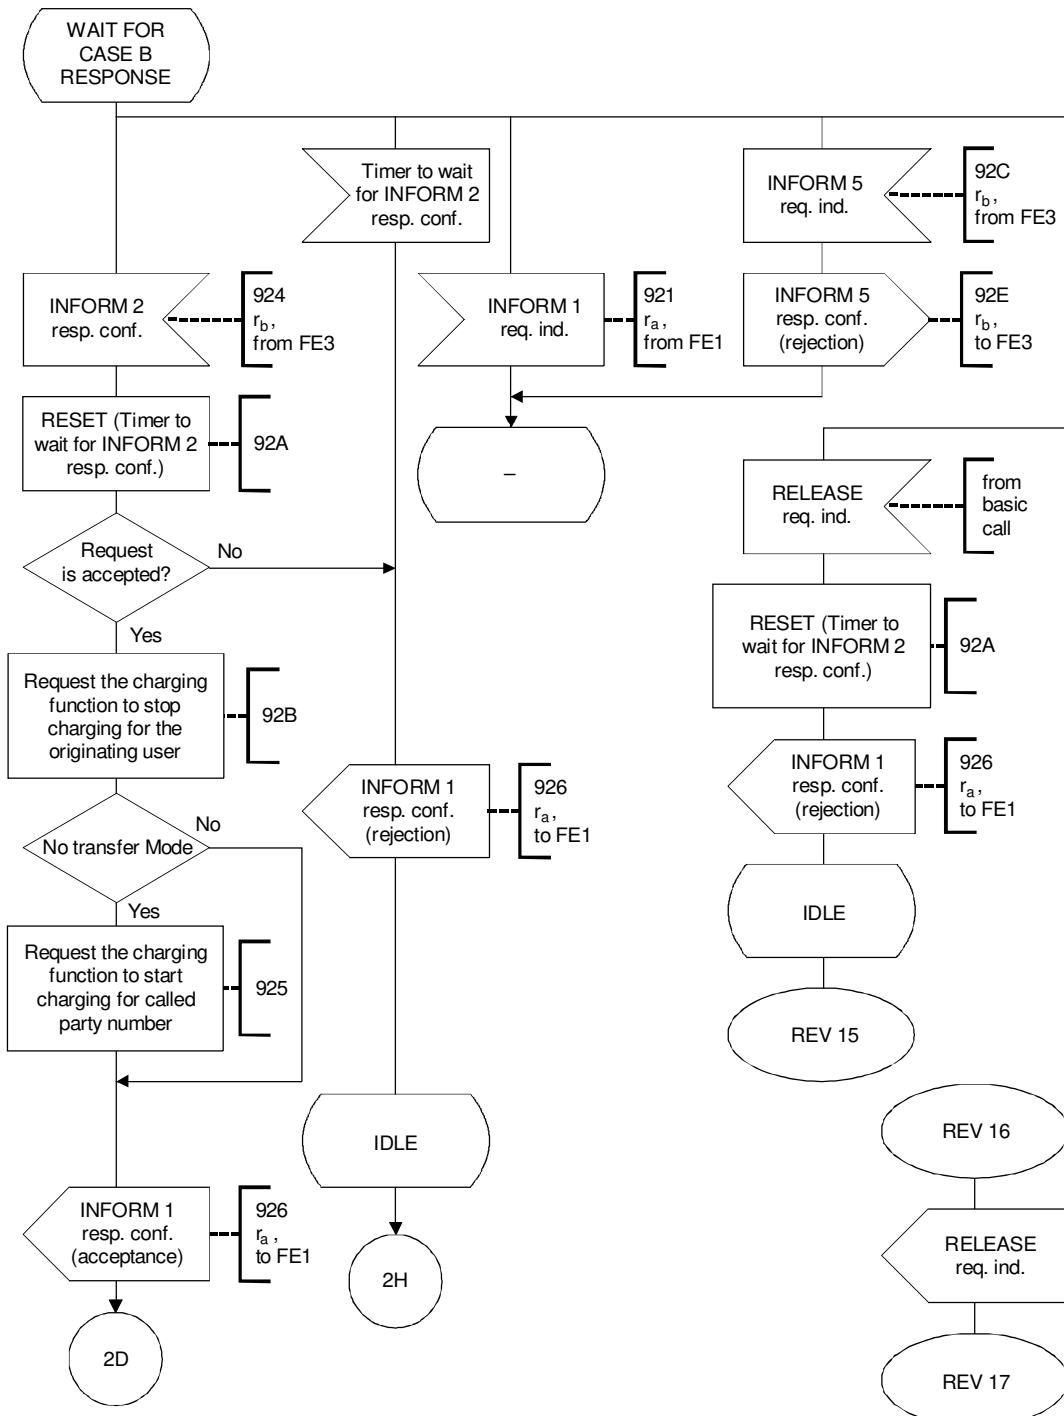 WAIT FOR
CASE B
RESPONSE
Timer to wait
for INFORM 2
resp. conf.
INFORM 5
req. ind.
92C
rb ,
from FE3
INFORM 2
resp. conf.
924
rb ,
from FE3
INFORM 1
req. ind.
921
ra ,
from FE1
INFORM 5
resp. conf.
(rejection)
92E
rb ,
to FE3
RESET (Timer to
wait for INFORM 2
resp. conf.)
92A
–
RELEASE
req. ind.
from
basic
call
Request
is accepted?
No
Yes
RESET (Timer to
wait for INFORM 2
resp. conf.)
92A
Request the charging
function to stop
charging for the
originating user
92B
INFORM 1
resp. conf.
(rejection)
926
ra ,
to FE1
INFORM 1
resp. conf.
(rejection)
926
ra ,
to FE1
No transfer Mode
No
Yes
IDLE
Request the charging
function to start
charging for called
party number
925
REV 15
IDLE
REV 16
INFORM 1
resp. conf.
(acceptance)
926
ra ,
to FE1
2H
RELEASE
req. ind.
2D
REV 17